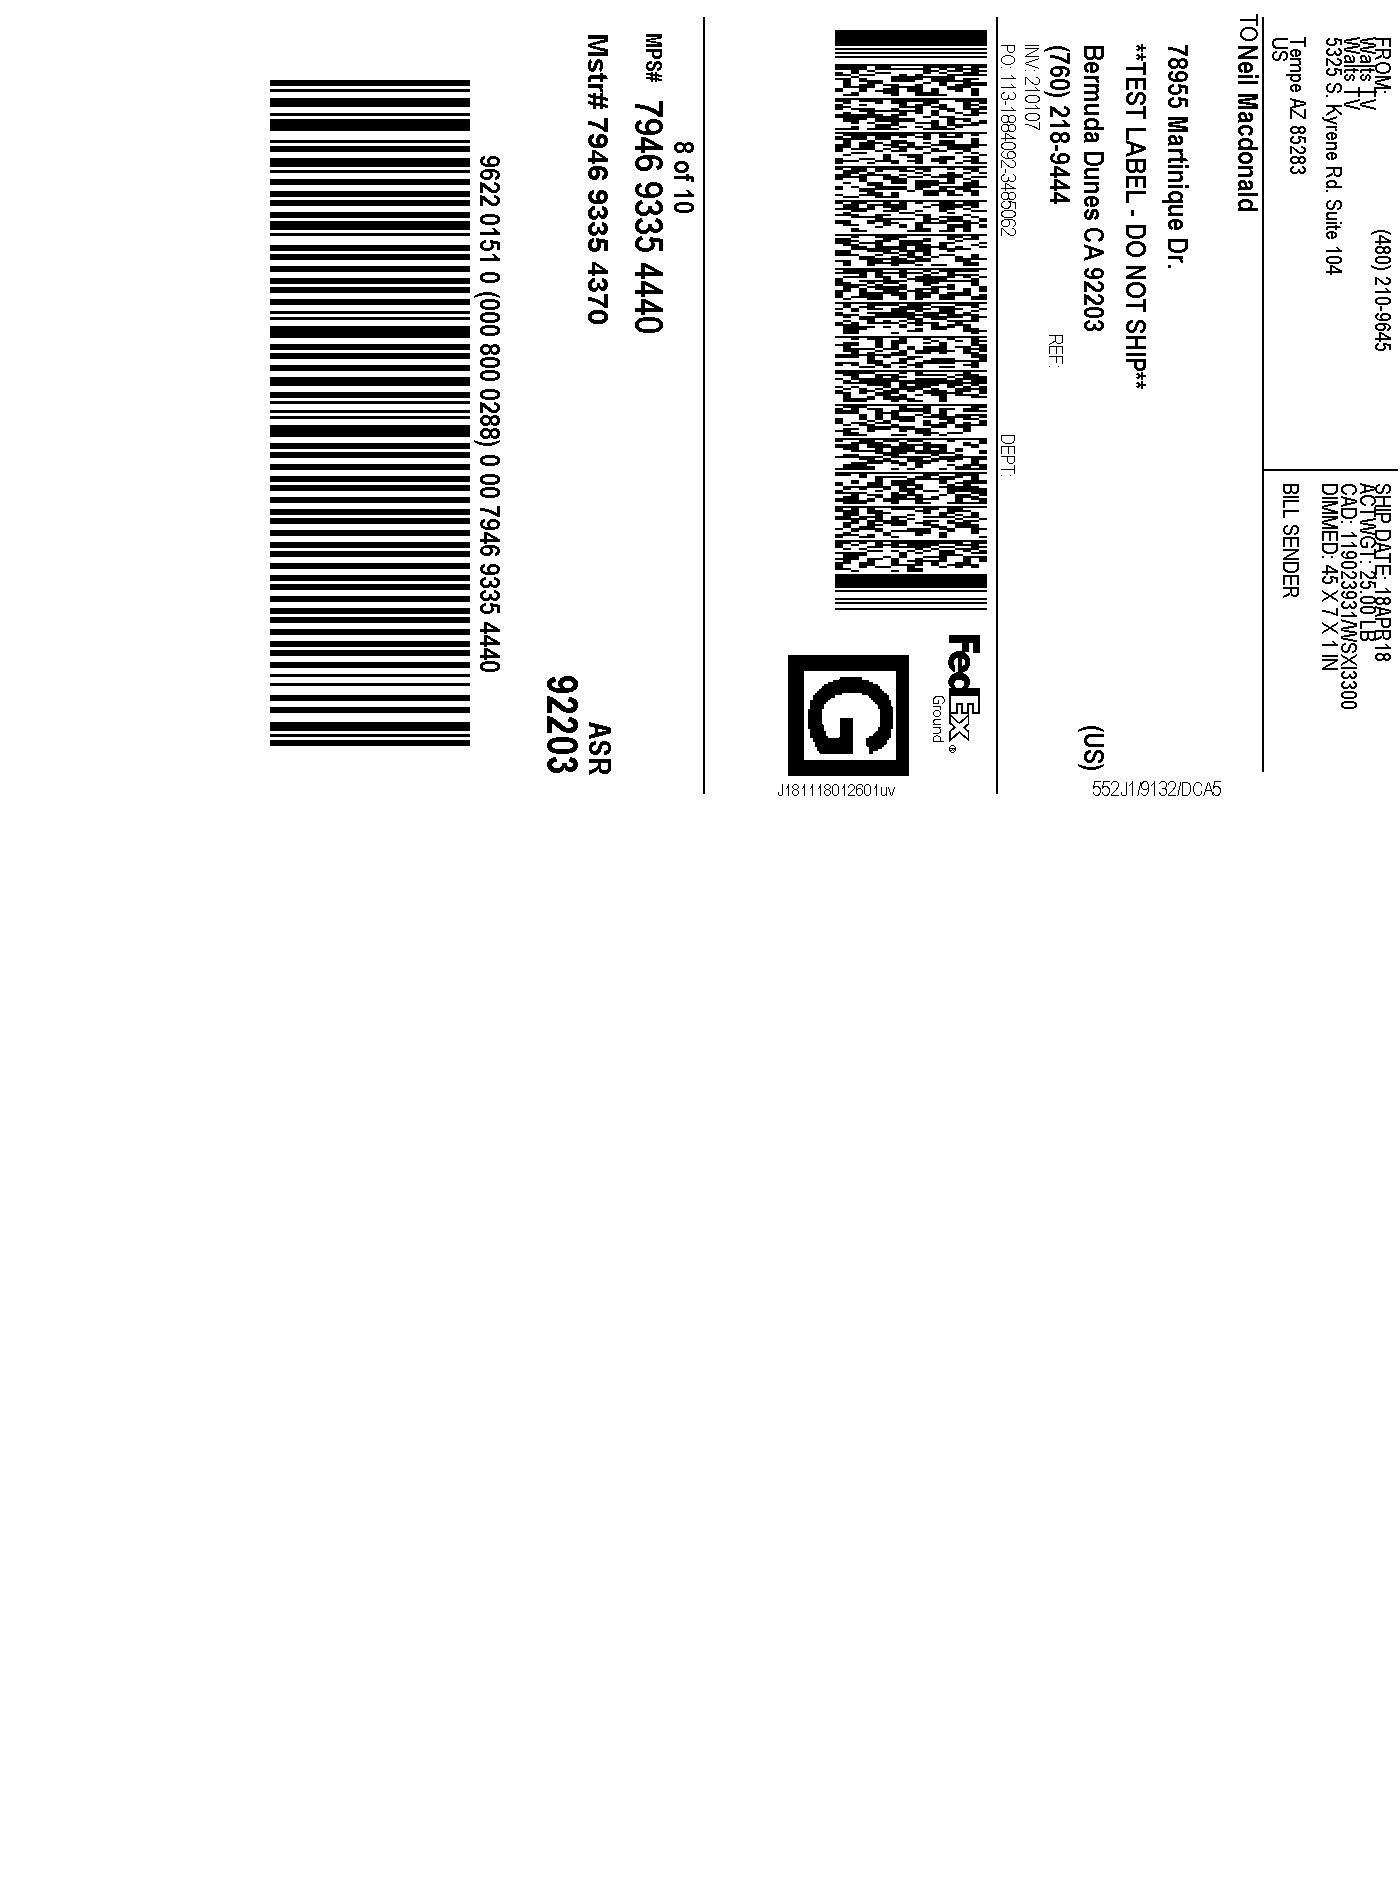 FROM:
(480) 210-9645
Waits TV
Waits TV
5325 S. Kyrene Rd. Suite 104
Tempe AZ 85283
US
SHIP DATE: 18APR18
ACTWGT: 25.00 LB
CAD: 119023931/WSXI3300
DIMMED: 45 X 7 X 1 IN
BILL SENDER
TO Neil Macdonald
78955 Martinique Dr.
**TEST LABEL - DO NOT SHIP**
Bermuda Dunes CA 92203
(US)
(760) 218-9444
REF:
INV: 210107
PO: 113-1884092-3485062
DEPT:
552J1/9132/DCA5
FedEx®
Ground
G
J181118012601uv
8 of 10
MPS# 7946 9335 4440
Mstr# 7946 9335 4370
ASR
92203
9622 0151 0 (000 800 0288) 0 00 7946 9335 4440